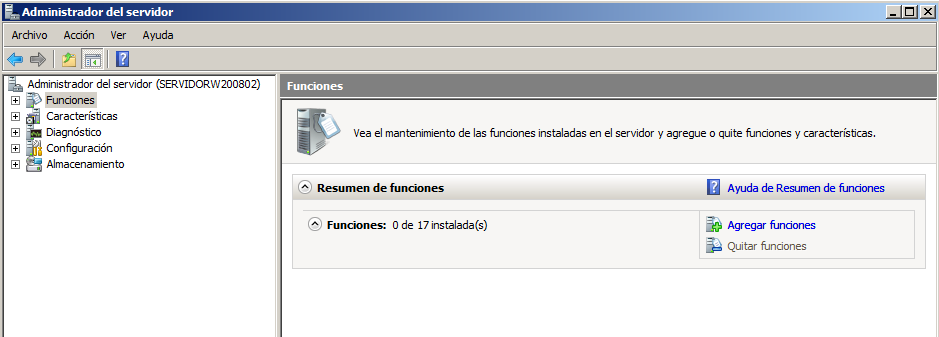 Administrador del servidor
Archivo Acción Ver Ayuda
Administrador del servidor (SERVIDORW200802)
Funciones
Características
Diagnóstico
Configuración
Almacenamiento
Funciones
Vea el mantenimiento de las funciones instaladas en el servidor y agregue o quite funciones y características.
Resumen de funciones
Ayuda de Resumen de funciones
Funciones: 0 de 17 instalada(s)
Agregar funciones
Quitar funciones